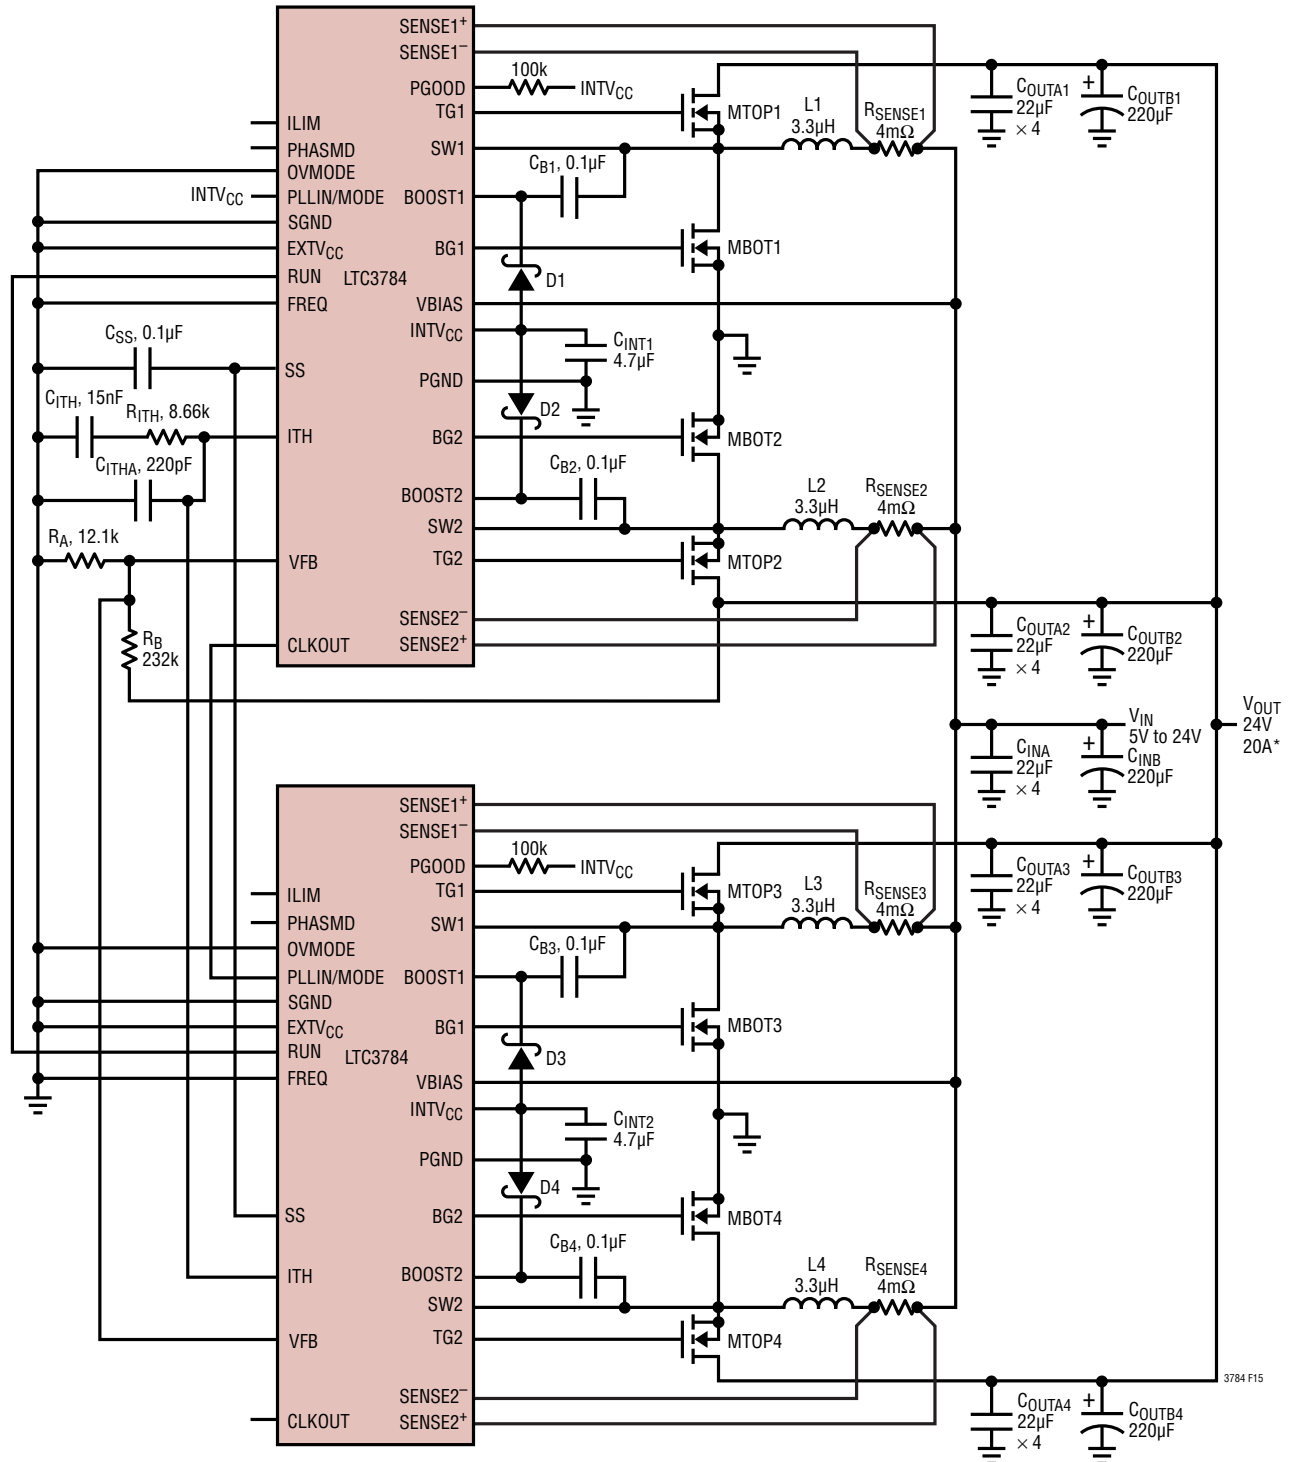 SENSE1+
SENSE1–
PGOOD
100k
INTVCC
TG1
MTOP1
L1
3.3µH
RSENSE1
4mΩ
COUTA1
22µF
× 4
+
COUTB1
220µF
ILIM
PHASMD
OVMODE
INTVCC
PLLIN/MODE
SGND
EXTVCC
RUN
LTC3784
FREQ
SW1
CB1, 0.1µF
BOOST1
BG1
MBOT1
D1
VBIAS
INTVCC
CINT1
4.7µF
PGND
CSS, 0.1µF
SS
CITH, 15nF
RITH, 8.66k
ITH
CITHA, 220pF
D2
BG2
MBOT2
CB2, 0.1µF
BOOST2
L2
3.3µH
RSENSE2
4mΩ
SW2
RA, 12.1k
VFB
TG2
MTOP2
SENSE2–
SENSE2+
RB
232k
CLKOUT
COUTA2
22µF
× 4
+
COUTB2
220µF
VIN
5V to 24V
VOUT
24V
20A*
CINA
22µF
× 4
+
CINB
220µF
SENSE1+
SENSE1–
PGOOD
100k
INTVCC
TG1
MTOP3
L3
3.3µH
RSENSE3
4mΩ
COUTA3
22µF
× 4
+
COUTB3
220µF
ILIM
PHASMD
OVMODE
PLLIN/MODE
SGND
EXTVCC
RUN
LTC3784
FREQ
SW1
CB3, 0.1µF
BOOST1
BG1
MBOT3
D3
VBIAS
INTVCC
CINT2
4.7µF
PGND
D4
SS
BG2
MBOT4
CB4, 0.1µF
ITH
BOOST2
L4
3.3µH
RSENSE4
4mΩ
SW2
VFB
TG2
MTOP4
SENSE2–
SENSE2+
CLKOUT
3784 F15
COUTA4
22µF
× 4
+
COUTB4
220µF